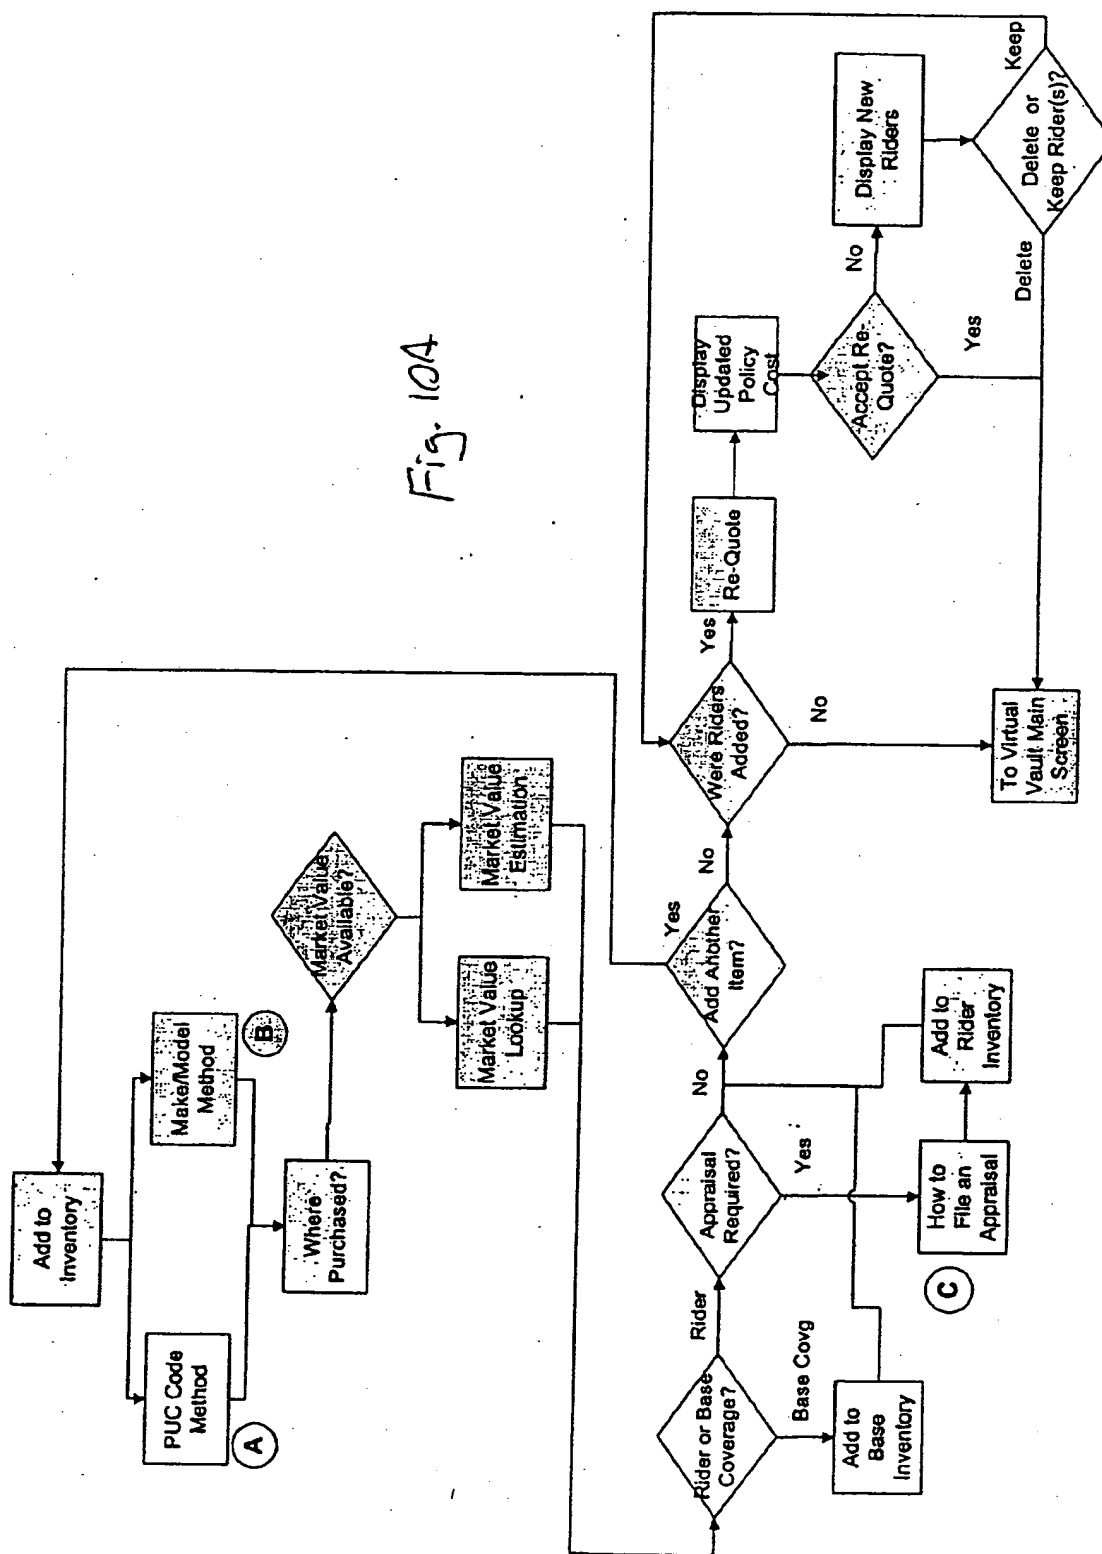 Add to
Inventory
PUC Code
Method
A
Make/Model
Method
B
Where
Purchased?
Market Value
Available?
Market Value
Lookup
Market Value
Estimation
Fig. 10A
Rider or Base
Coverage?
Rider
Base Covg
Add to
Base
Inventory
Appraisal
Required?
No
Yes
How to
File an
Appraisal
C
Add to
Rider
Inventory
Add Another
Item?
Yes
No
Were Riders
Added?
Yes
No
Re-Quote
Display
Updated
Policy
Cost
Accept Re-
Quote?
No
Yes
Display New
Riders
Delete or
Keep Rider(s)?
Delete
Keep
To Virtual
Vault Main
Screen